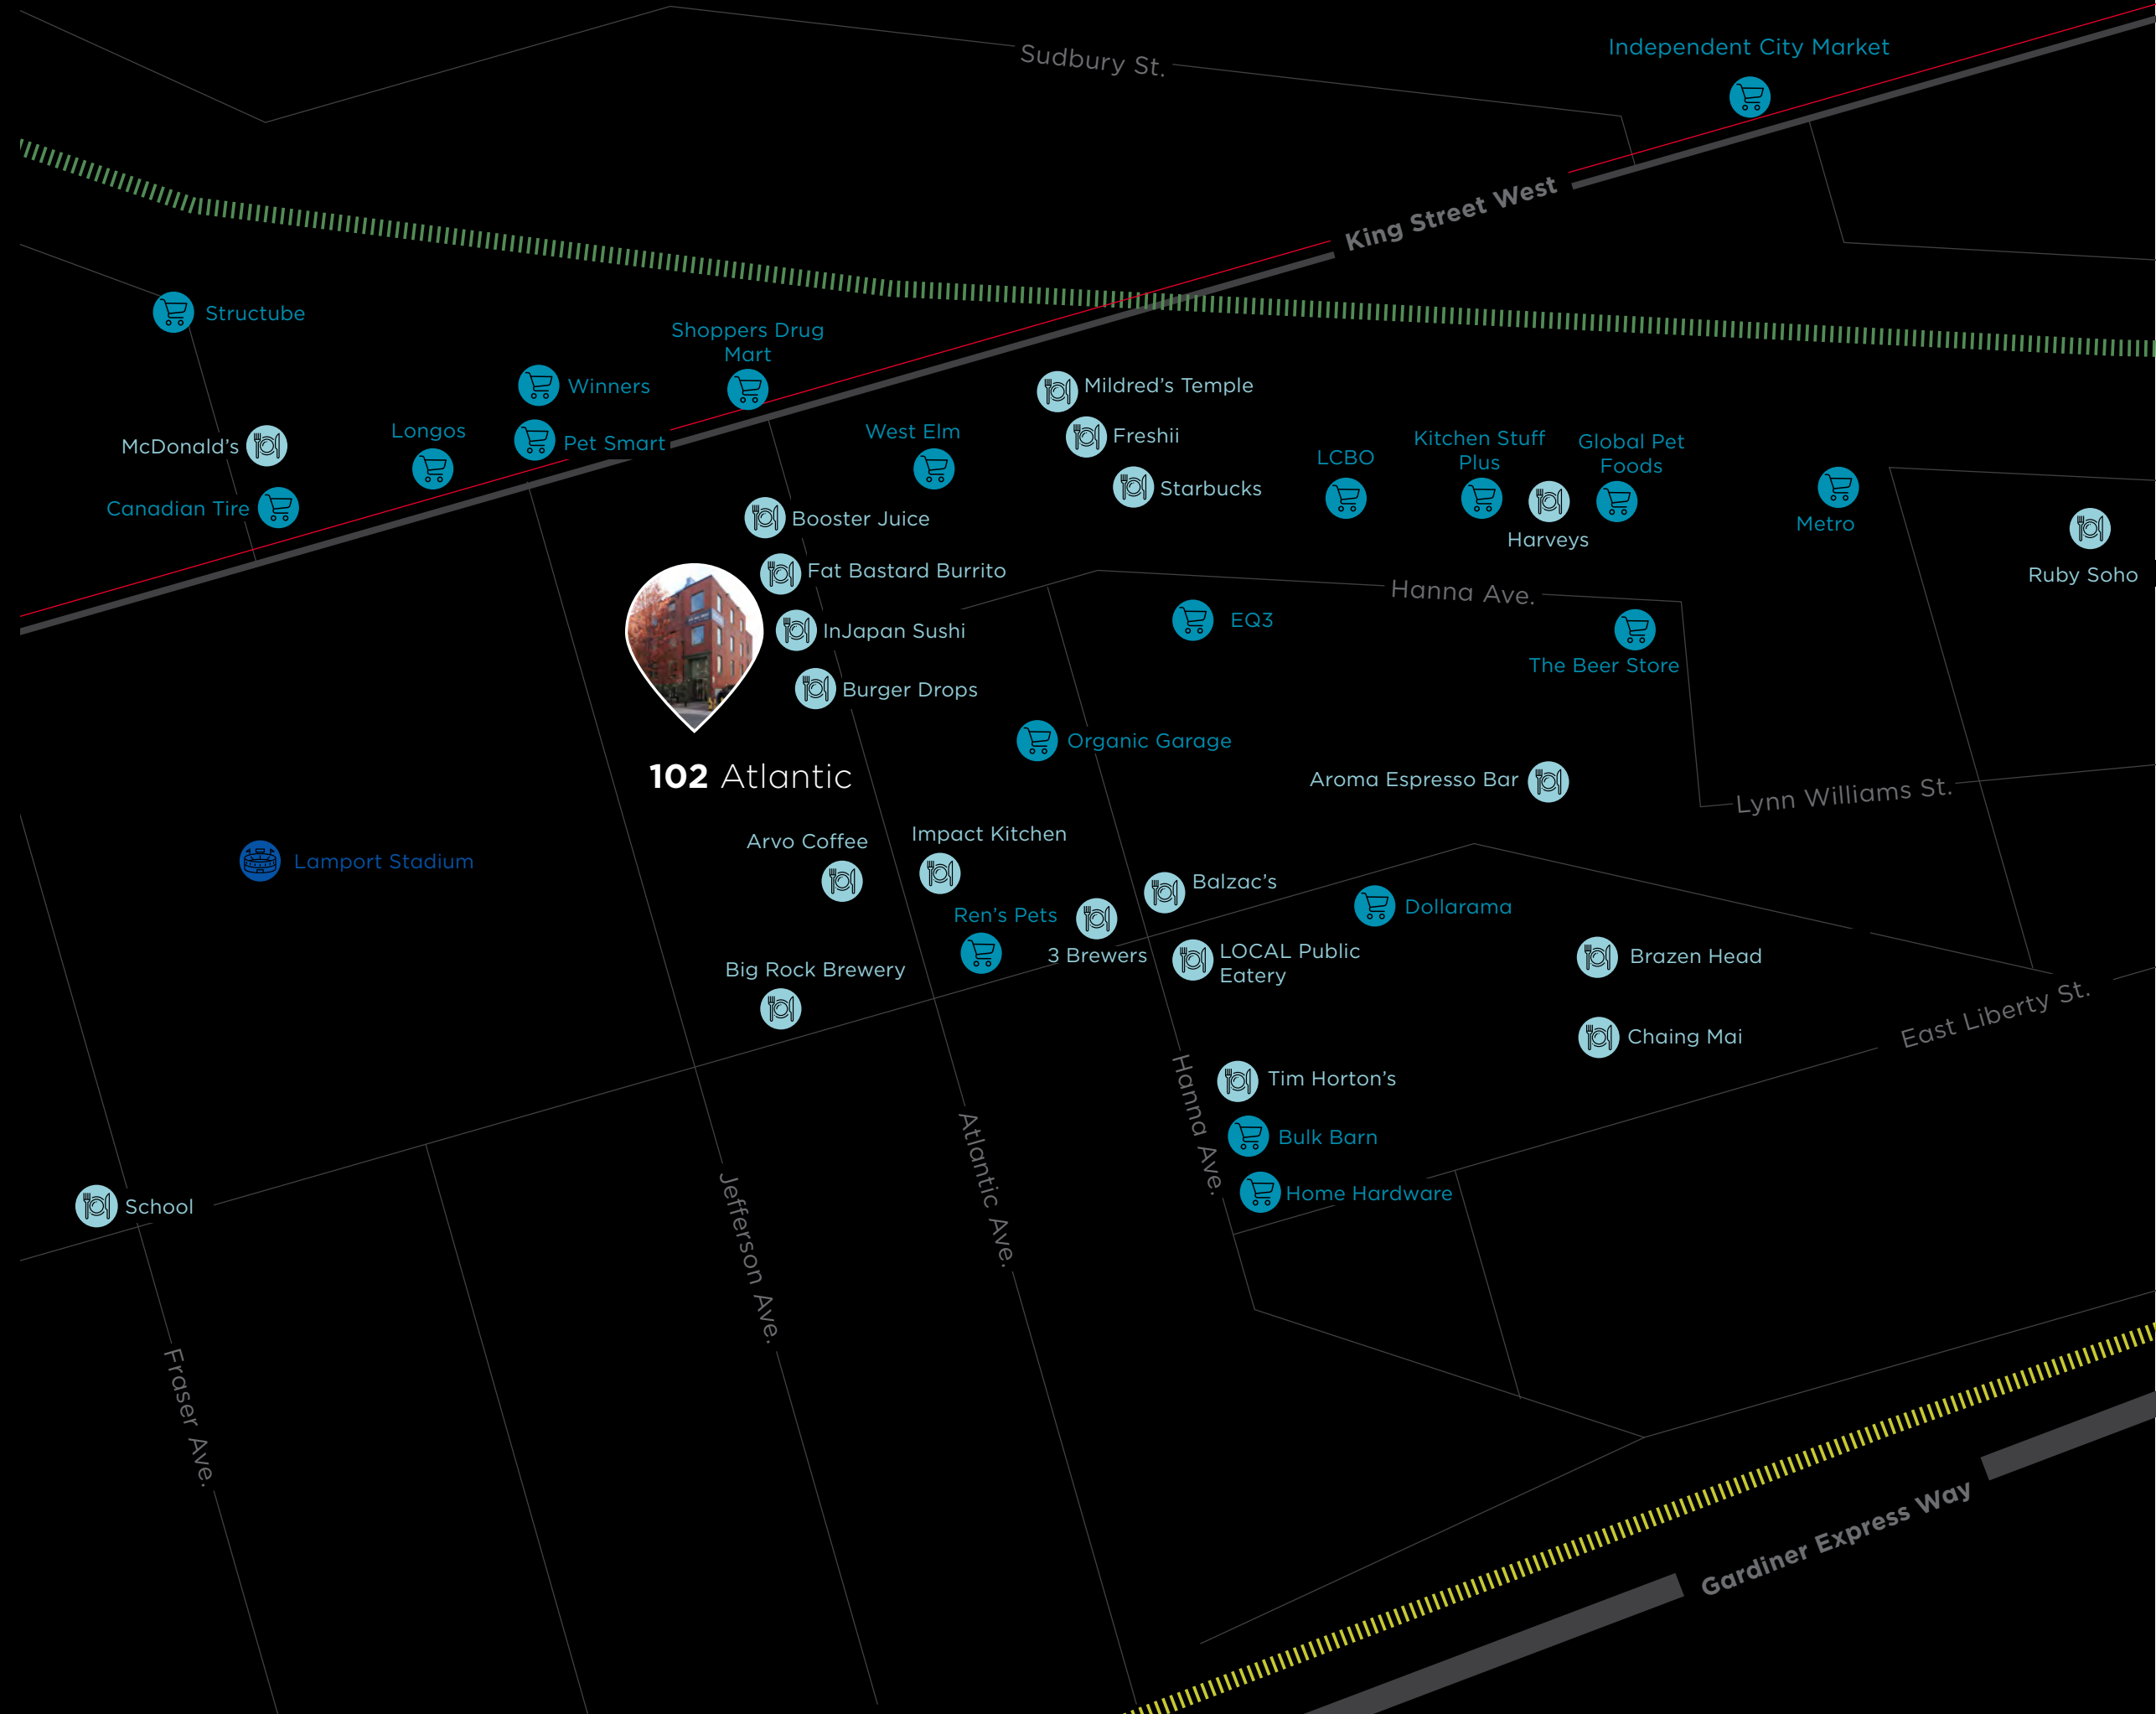 Sudbury St.
Independent City Market
King Street West
Structube
Shoppers Drug
Mart
Winners
Mildred's Temple
Longos
Pet Smart
West Elm
Freshii
Kitchen Stuff
Plus
Global Pet
Foods
McDonald's
LCBO
Starbucks
Canadian Tire
Booster Juice
Harveys
Metro
Fat Bastard Burrito
Ruby Soho
Hanna Ave.
InJapan Sushi
EQ3
The Beer Store
Burger Drops
Organic Garage
102 Atlantic
Aroma Espresso Bar
Lynn Williams St.
Arvo Coffee
Impact Kitchen
Lamport Stadium
Balzac's
Ren's Pets
Dollarama
3 Brewers
LOCAL Public
Eatery
Brazen Head
Big Rock Brewery
East Liberty St.
Chaing Mai
Tim Horton's
Hanna Ave.
Bulk Barn
Atlantic Ave.
Home Hardware
School
Jefferson Ave.
Fraser Ave.
Gardiner Express Way